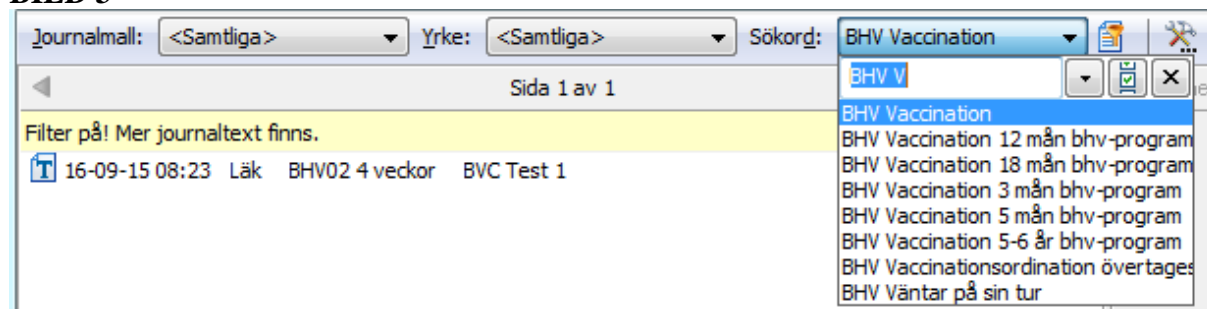 Journalmall: <Samtliga> Yrke: <Samtliga> Sökord: BHV Vaccination
Sida 1 av 1
BHV V
Filter på! Mer journaltext finns.
T 16-09-15 08:23 Läk BHV02 4 veckor BVC Test 1
BHV Vaccination
BHV Vaccination 12 mån bhv-program
BHV Vaccination 18 mån bhv-program
BHV Vaccination 3 mån bhv-program
BHV Vaccination 5 mån bhv-program
BHV Vaccination 5-6 år bhv-program
BHV Vaccinationsordination övertages
BHV Väntar på sin tur